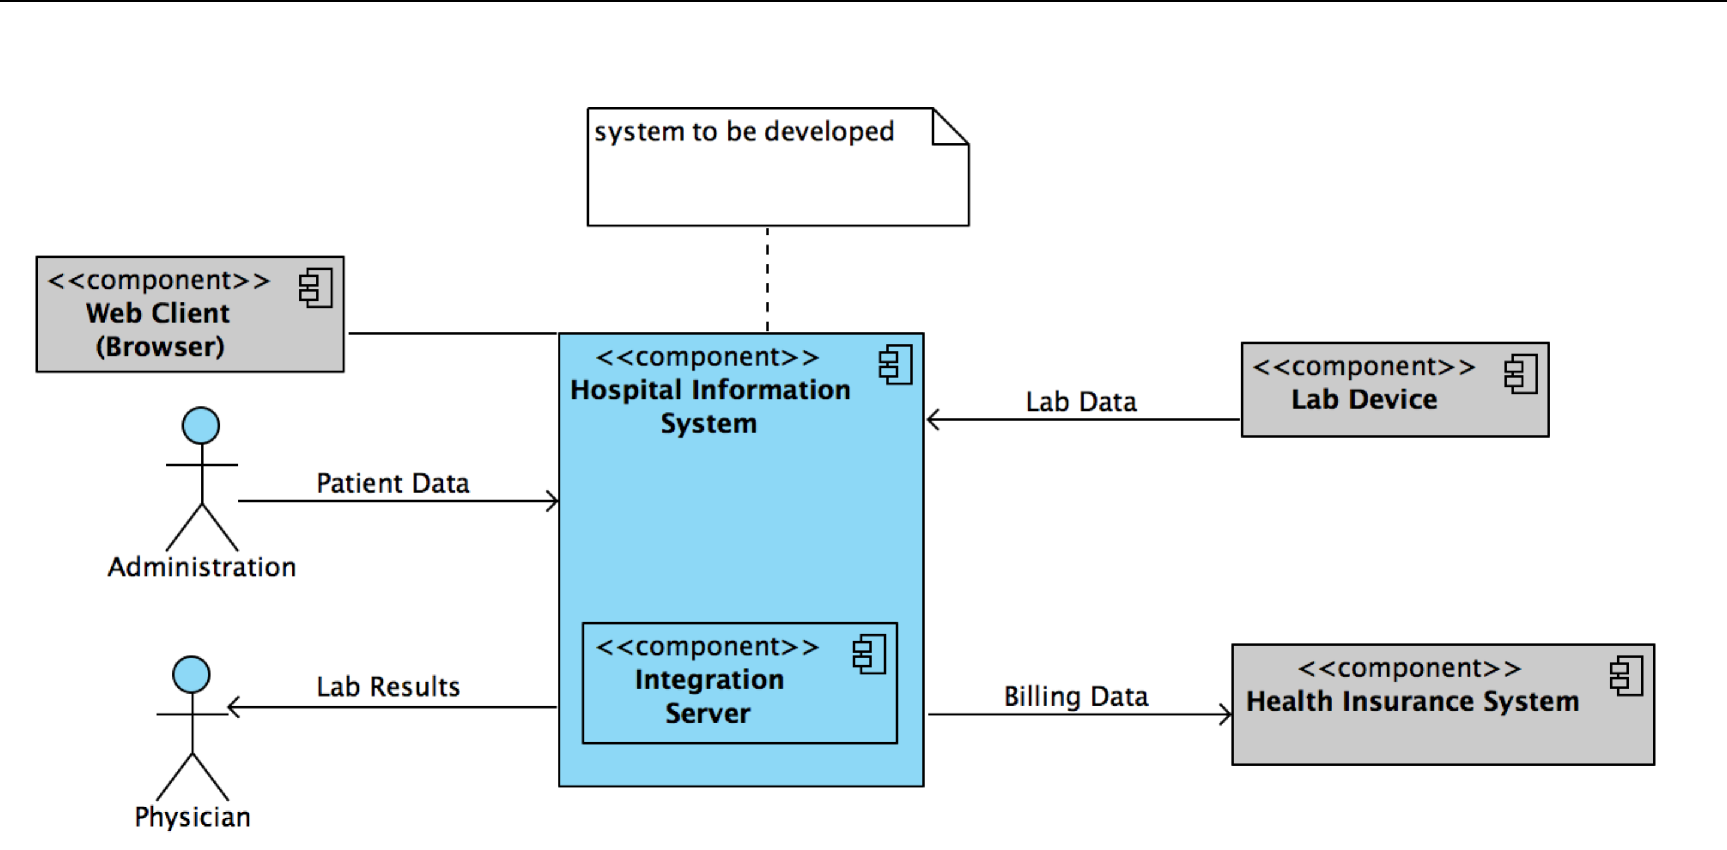 system to be developed
<<component>>
Web Client
(Browser)
<<component>>
Hospital Information
System
<<component>>
Lab Device
Lab Data
Patient Data
Administration
<<component>>
Integration
Server
<<component>>
Health Insurance System
Lab Results
Billing Data
Physician